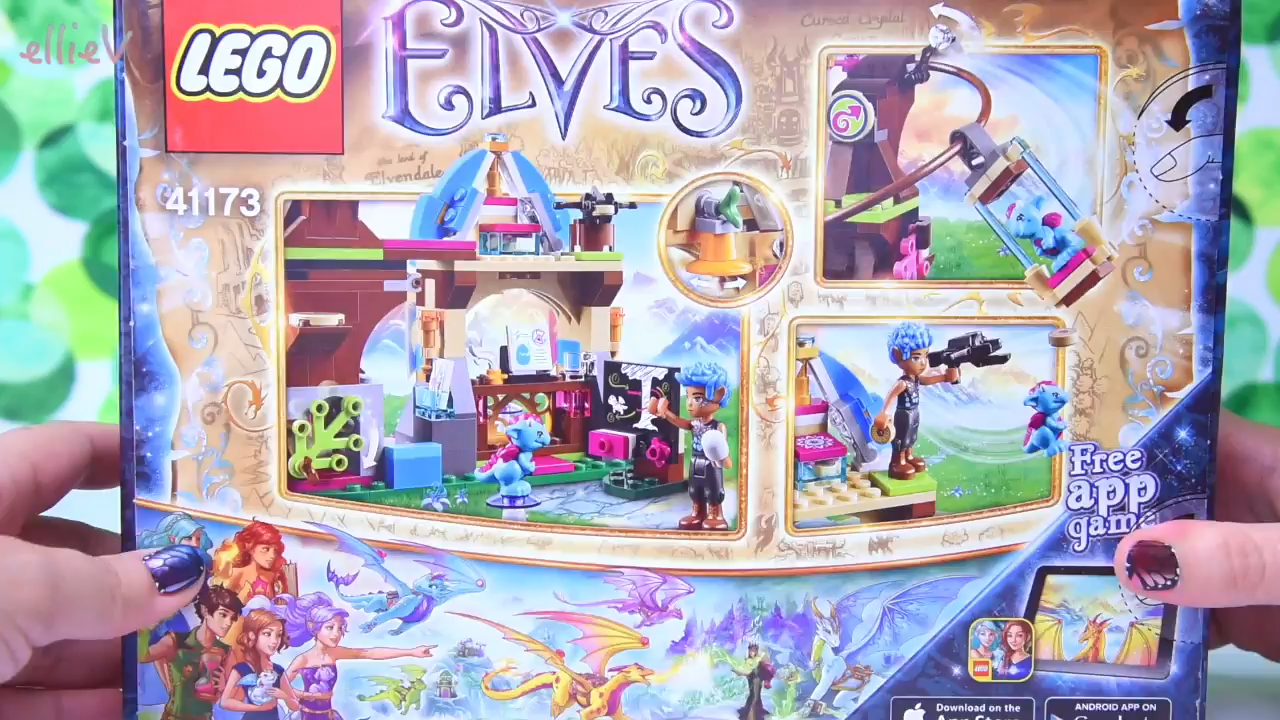 ellieV
LEGO
ELVES
Cursed Crystal
the land of
Elvendale
41173
Free
app
game
LEGO
Download on the
App Store
ANDROID APP ON